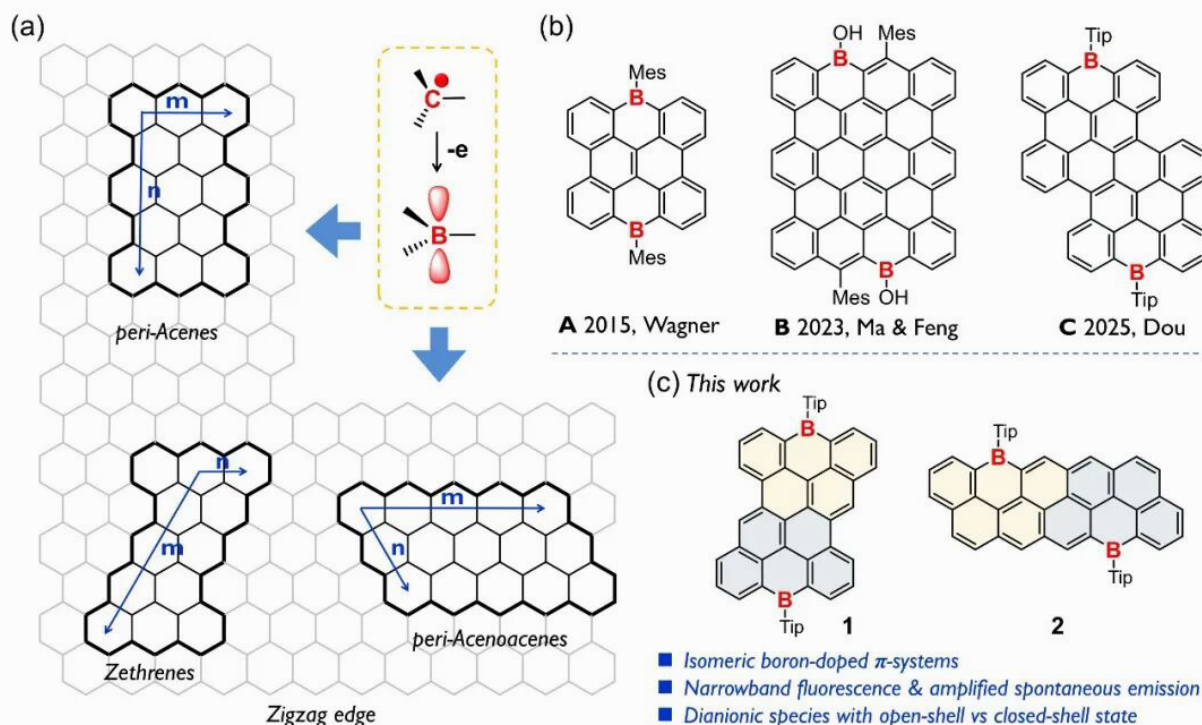 (a)
m
n
peri-Acenes
C
-e
B
n
m
Zethrenes
m
n
peri-Acenoacenes
Zigzag edge
(b)
Mes
B
B
Mes
A 2015, Wagner
OH
Mes
B
B
Mes
OH
B 2023, Ma & Feng
Tip
B
B
Tip
C 2025, Dou
(c) This work
Tip
B
B
Tip
1
Tip
B
B
Tip
2
Isomeric boron-doped π-systems
Narrowband fluorescence & amplified spontaneous emission
Dianionic species with open-shell vs closed-shell state